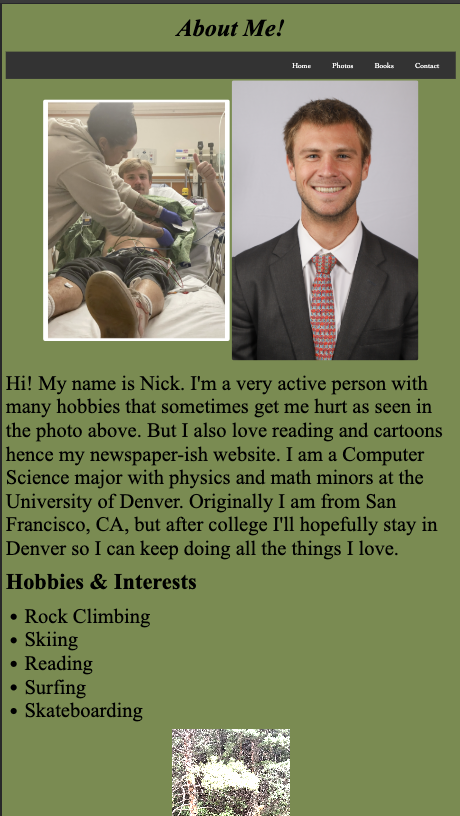 About Me!
Home Photos Books Contact
Hi! My name is Nick. I'm a very active person with
many hobbies that sometimes get me hurt as seen in
the photo above. But I also love reading and cartoons
hence my newspaper-ish website. I am a Computer
Science major with physics and math minors at the
University of Denver. Originally I am from San
Francisco, CA, but after college I'll hopefully stay in
Denver so I can keep doing all the things I love.
Hobbies & Interests
• Rock Climbing
• Skiing
• Reading
• Surfing
• Skateboarding